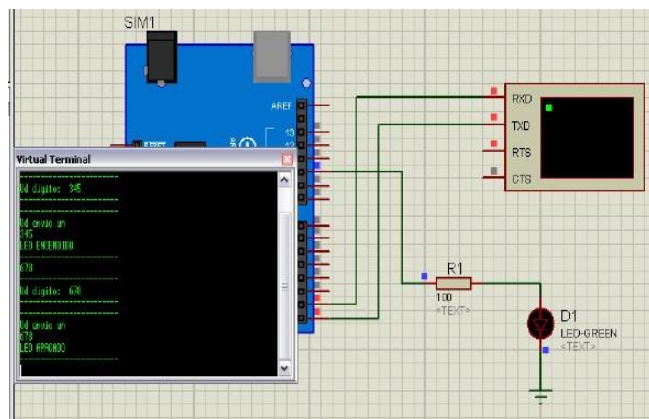 SIM1
AREF
13
12
RXD
TXD
RTS
CTS
Virtual Terminal
Ud digito: 345
Ud envio un
345
LED ENCENDIDO
678
Ud digito: 678
Ud envio un
678
LED APAGADO
R1
100
<TEXT>
D1
LED-GREEN
<TEXT>